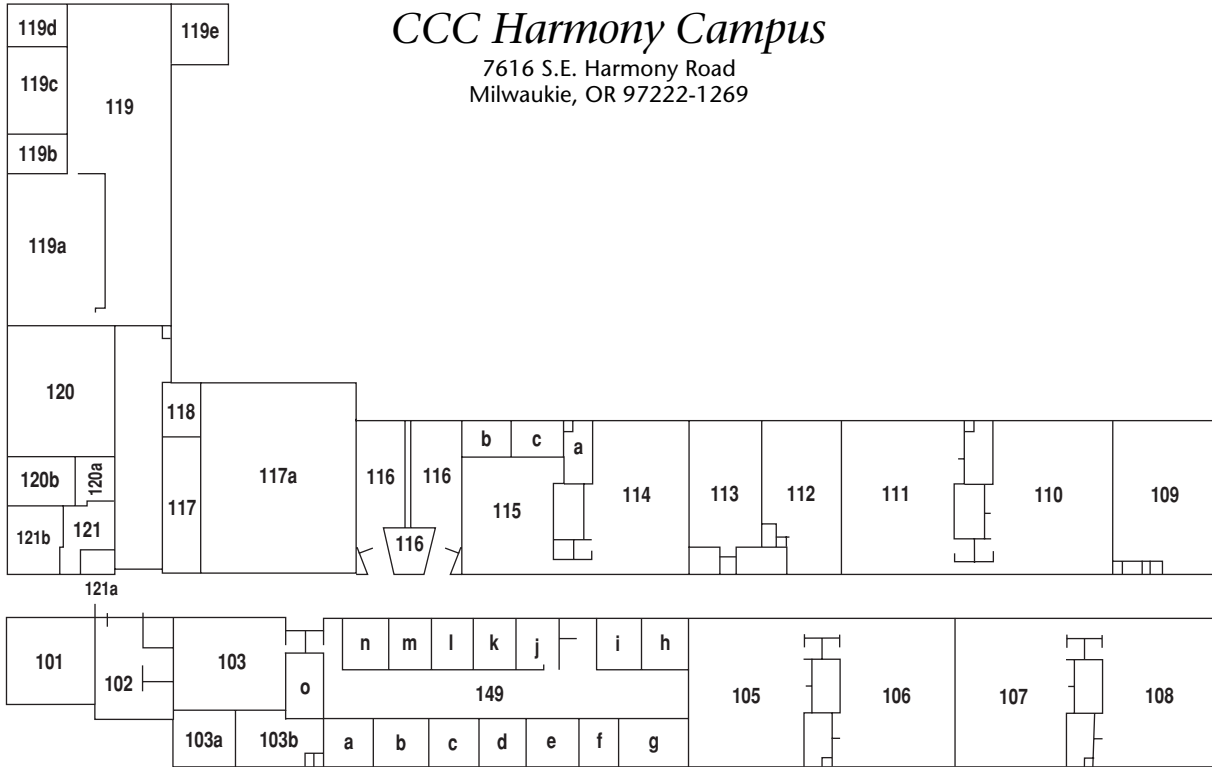 CCC Harmony Campus
7616 S.E. Harmony Road
Milwaukie, OR 97222-1269
119d
119e
119c
119
119b
119a
120
118
120b
120a
117
117a
116
116
116
b
c
a
115
114
113
112
111
110
109
121b
121
121a
101
102
103
n
m
l
k
j
i
h
o
149
105
106
107
108
103a
103b
a
b
c
d
e
f
g